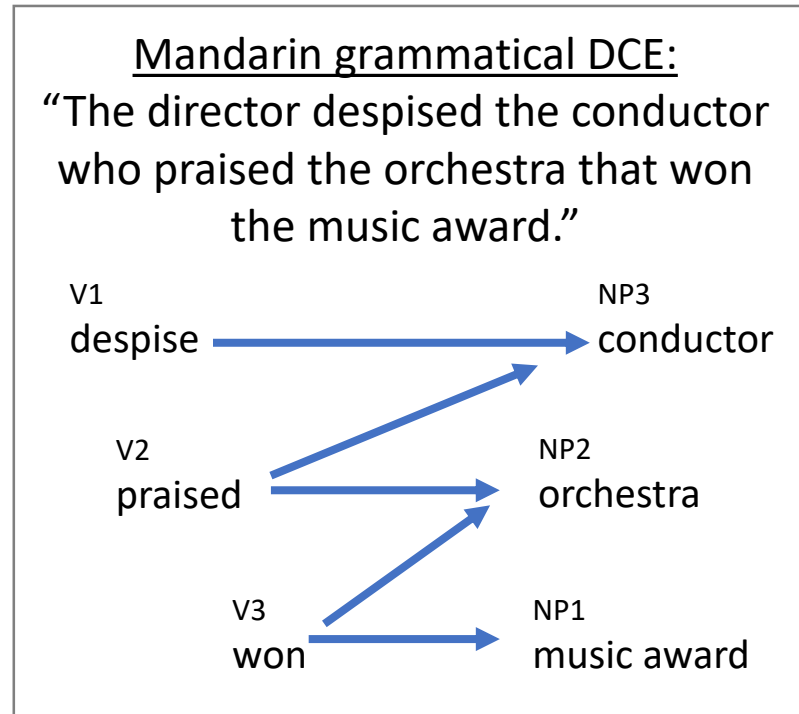 Mandarin grammatical DCE:
“The director despised the conductor
who praised the orchestra that won
the music award.”
V1 NP3
despise conductor
V2 NP2
praised orchestra
V3 NP1
won music award